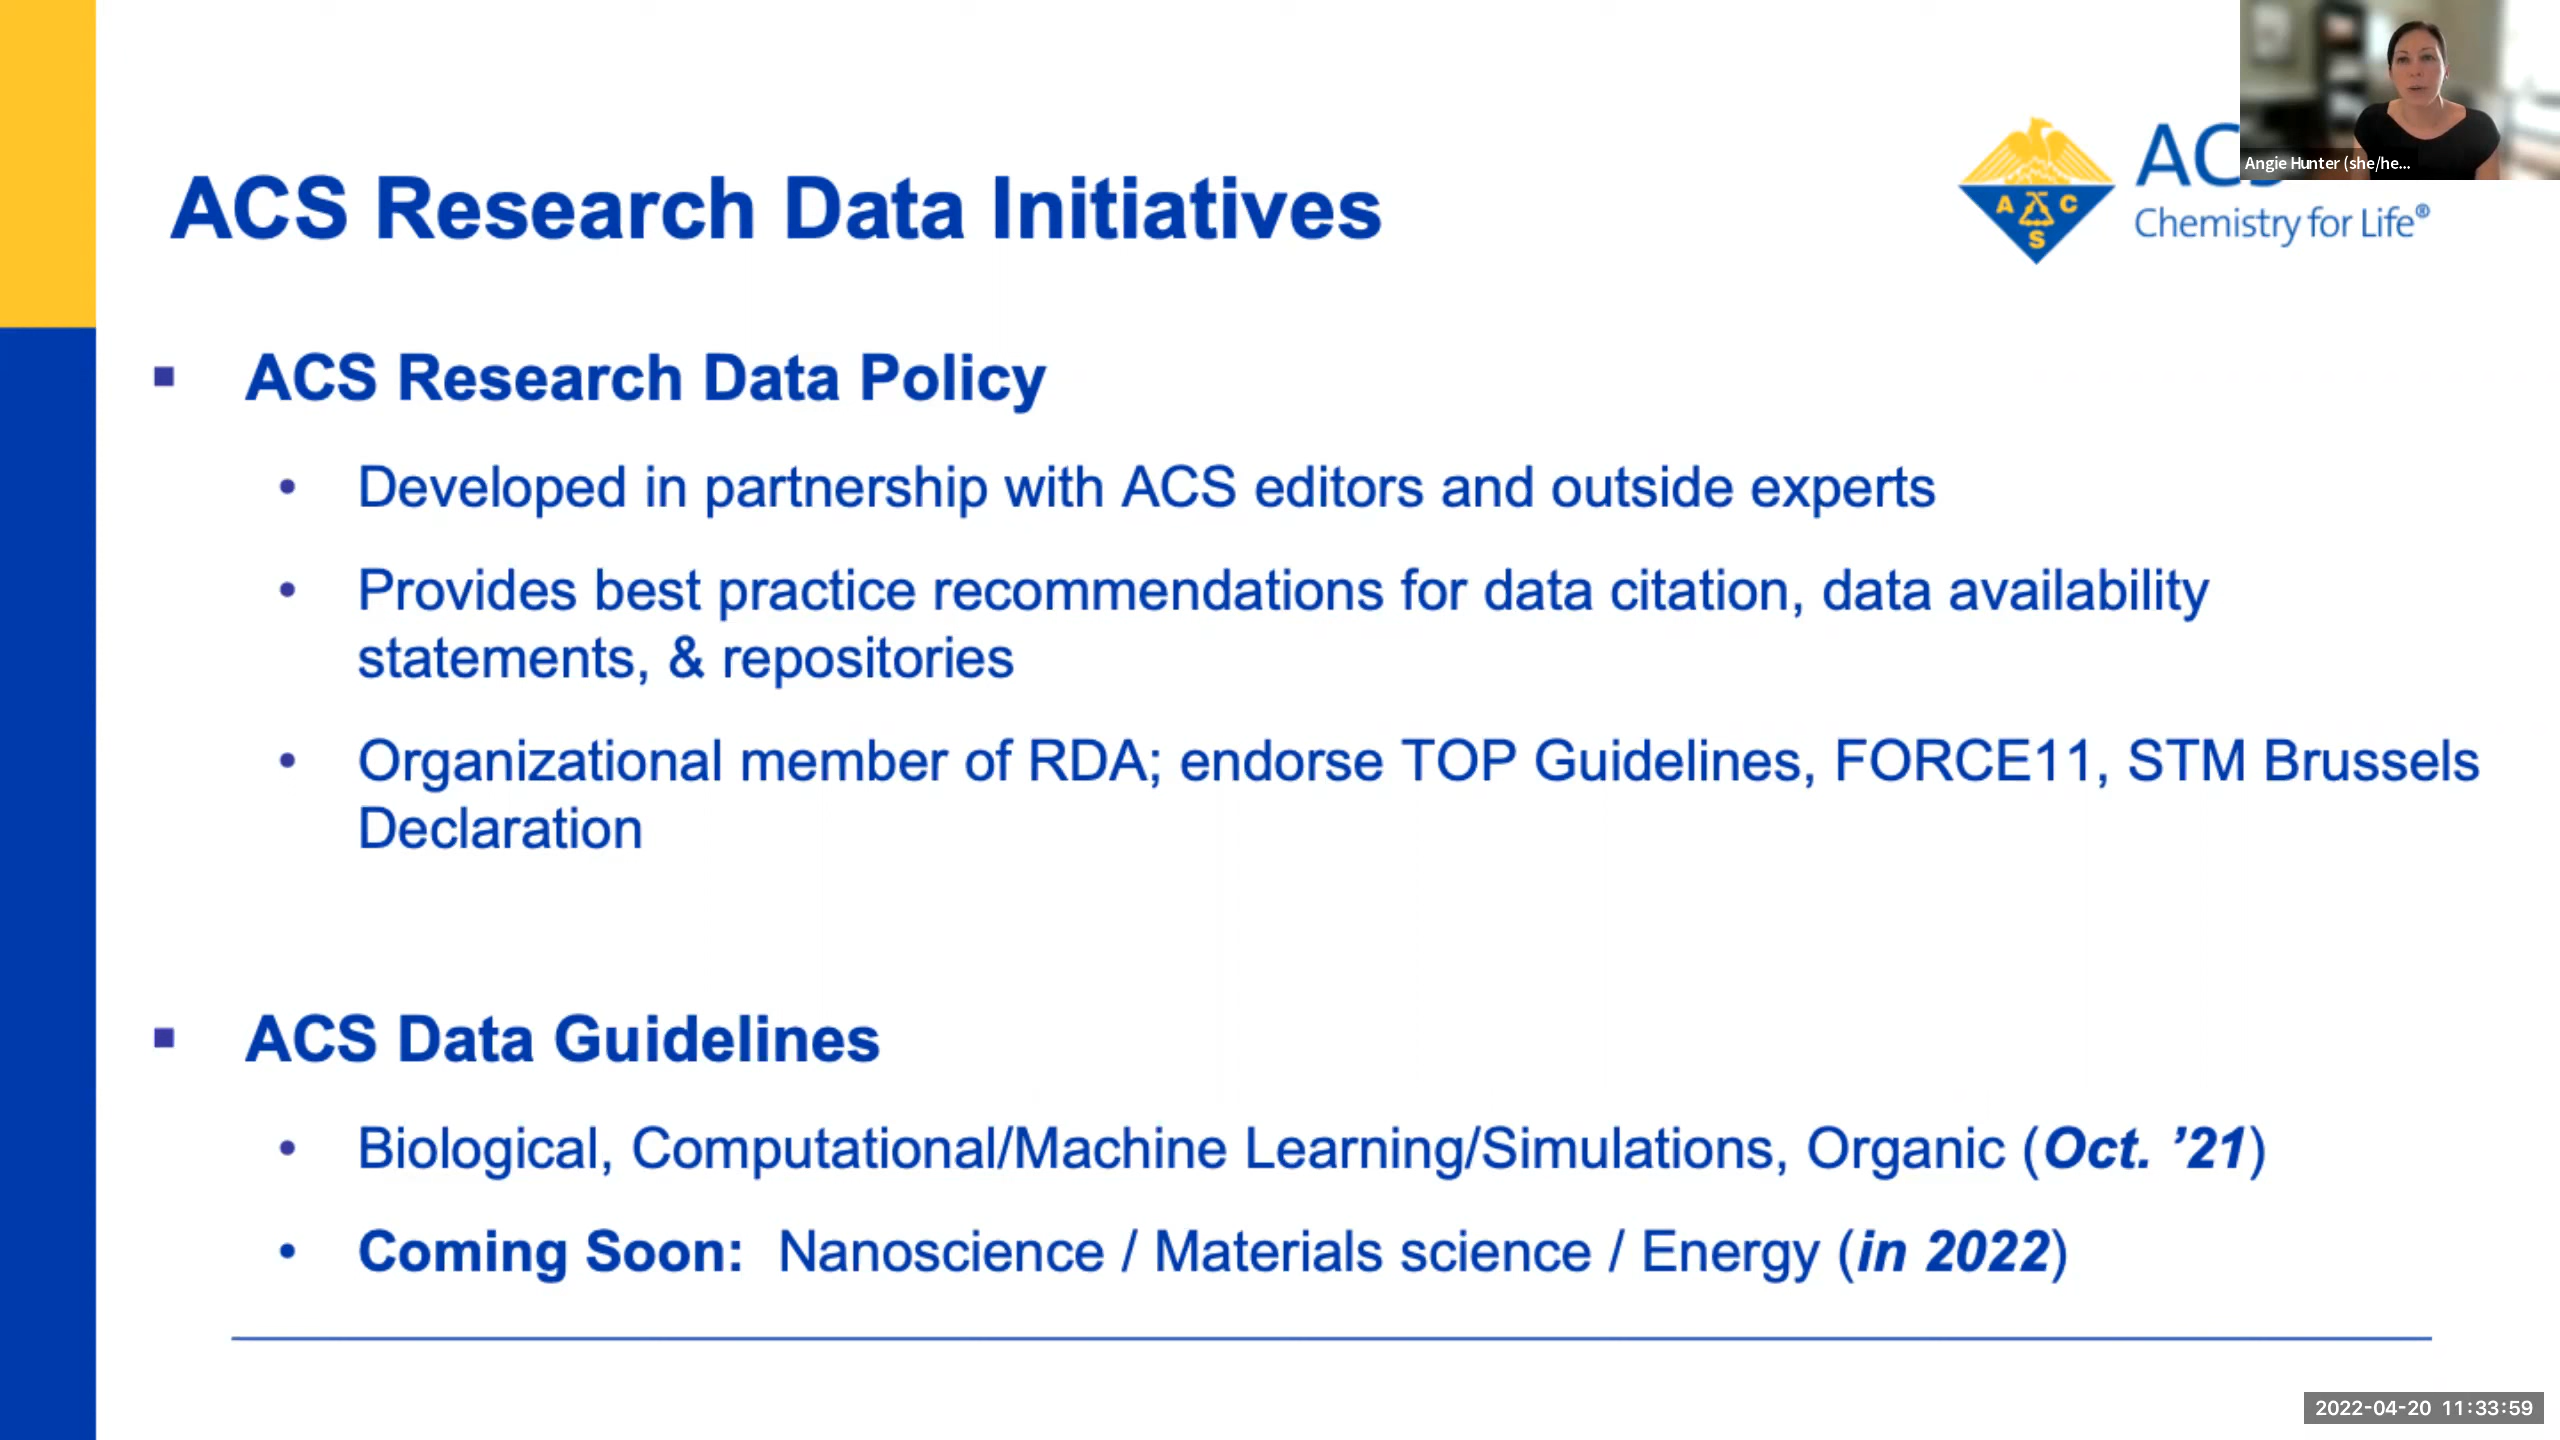 Angie Hunter (she/he...
ACS Research Data Initiatives
A C
S
Chemistry for Life®
▪ ACS Research Data Policy
• Developed in partnership with ACS editors and outside experts
• Provides best practice recommendations for data citation, data availability
statements, & repositories
• Organizational member of RDA; endorse TOP Guidelines, FORCE11, STM Brussels
Declaration
▪ ACS Data Guidelines
• Biological, Computational/Machine Learning/Simulations, Organic (Oct. ’21)
• Coming Soon: Nanoscience / Materials science / Energy (in 2022)
2022-04-20 11:33:59